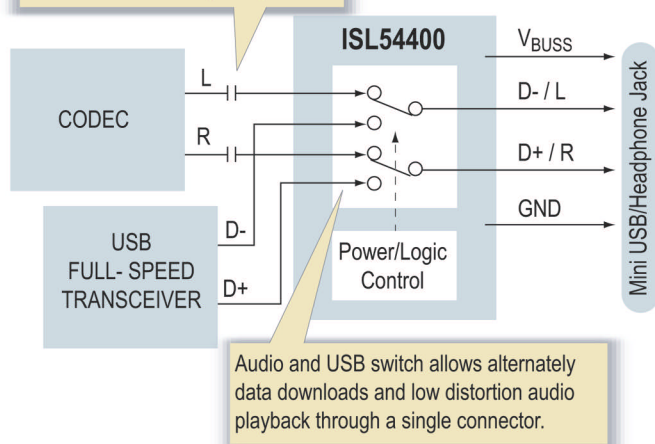 ISL54400
V_BUSS
L
D- / L
CODEC
R
D+ / R
GND
D-
USB
FULL- SPEED
TRANSCEIVER
D+
Power/Logic
Control
Mini USB/Headphone Jack
Audio and USB switch allows alternately
data downloads and low distortion audio
playback through a single connector.